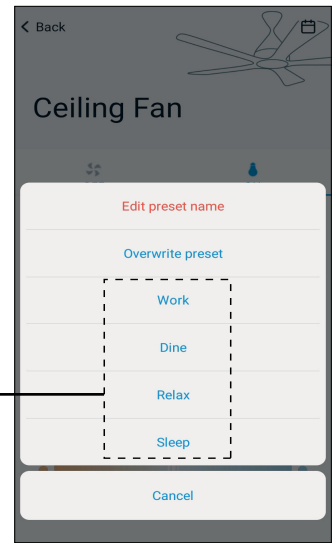 Back
Ceiling Fan
Edit preset name
Overwrite preset
Work
Dine
Relax
Sleep
Cancel